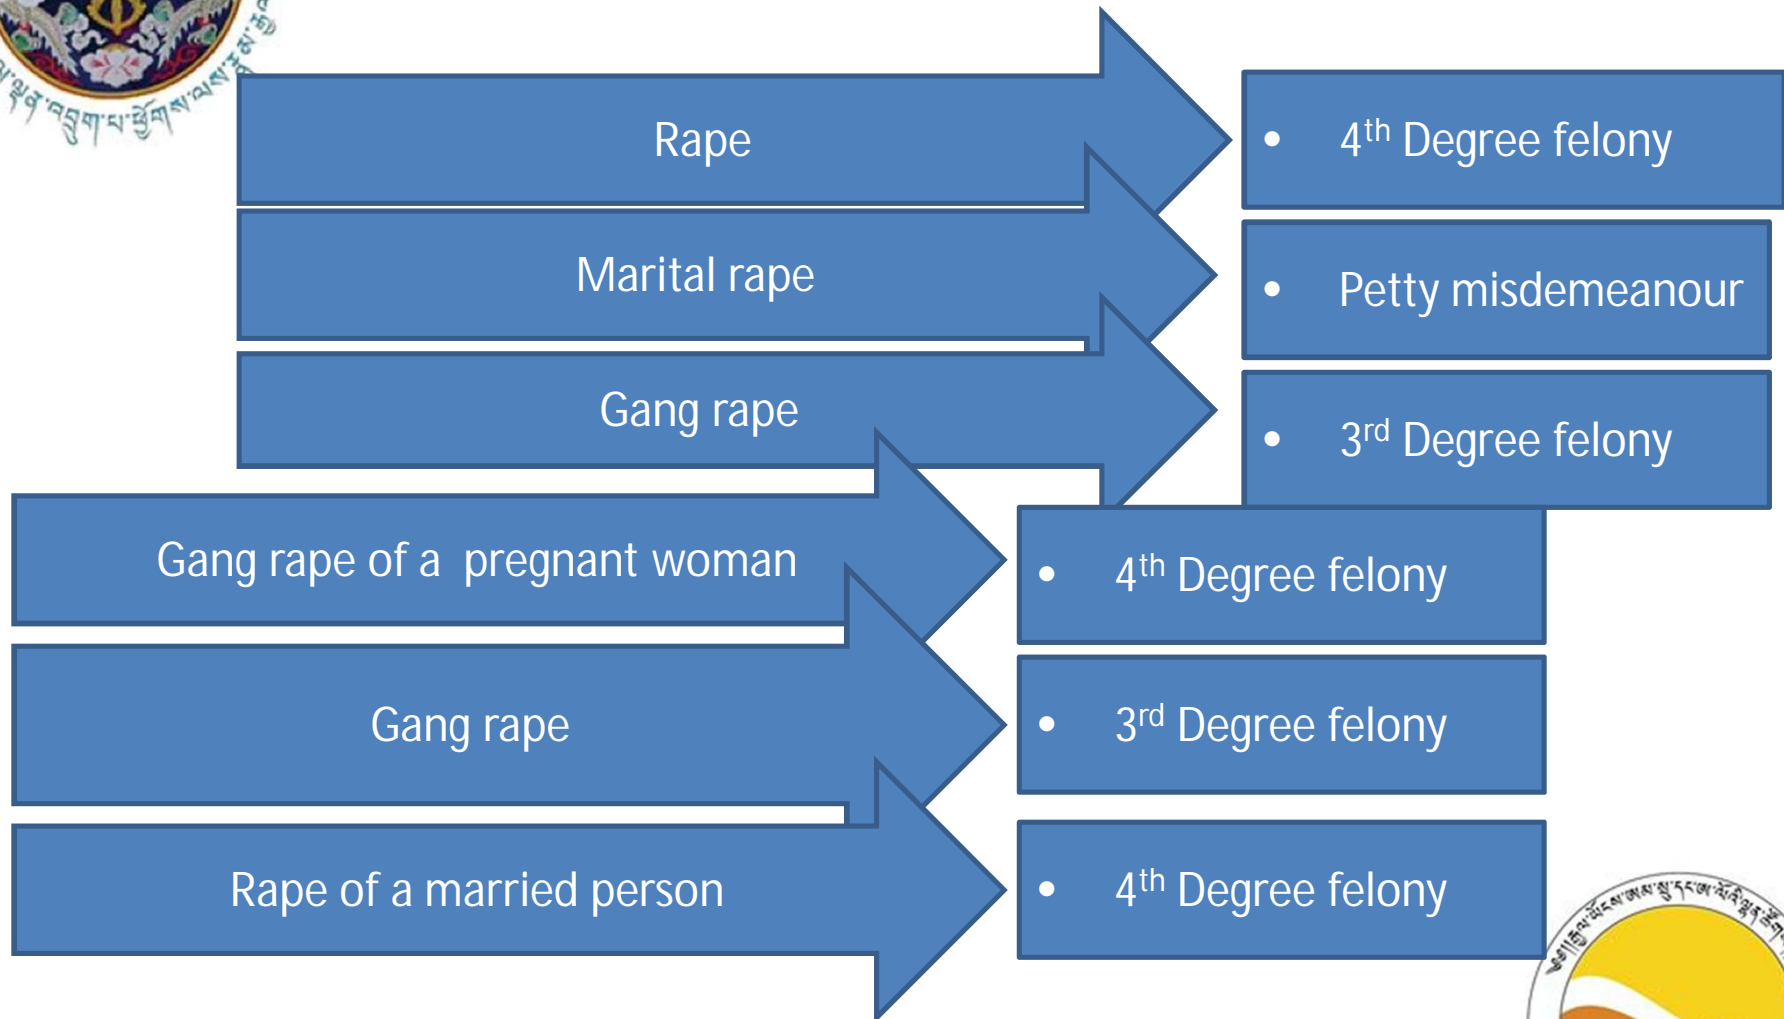 Rape
• 4th Degree felony
Marital rape
• Petty misdemeanour
Gang rape
• 3rd Degree felony
Gang rape of a pregnant woman
• 4th Degree felony
Gang rape
• 3rd Degree felony
Rape of a married person
• 4th Degree felony